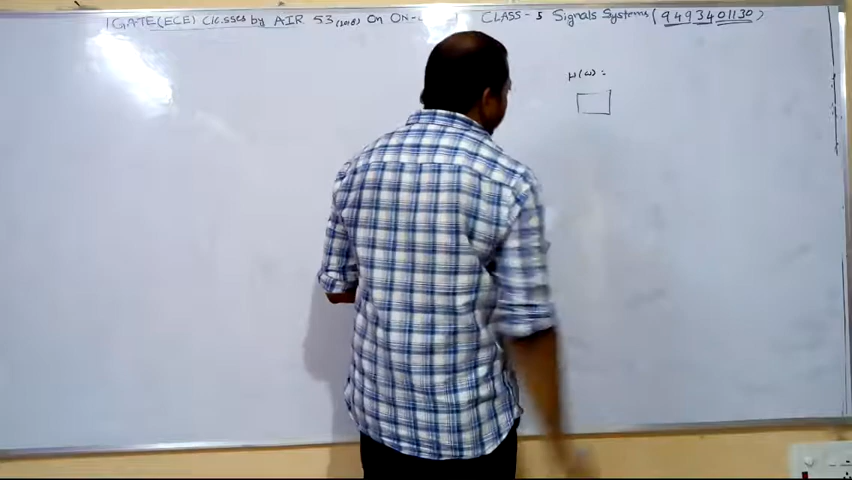 GATE(ECE) Classes by AIR 53 (2018) On ON- CLASS - 5 Signals Systems (9493401130)
H(ω) :